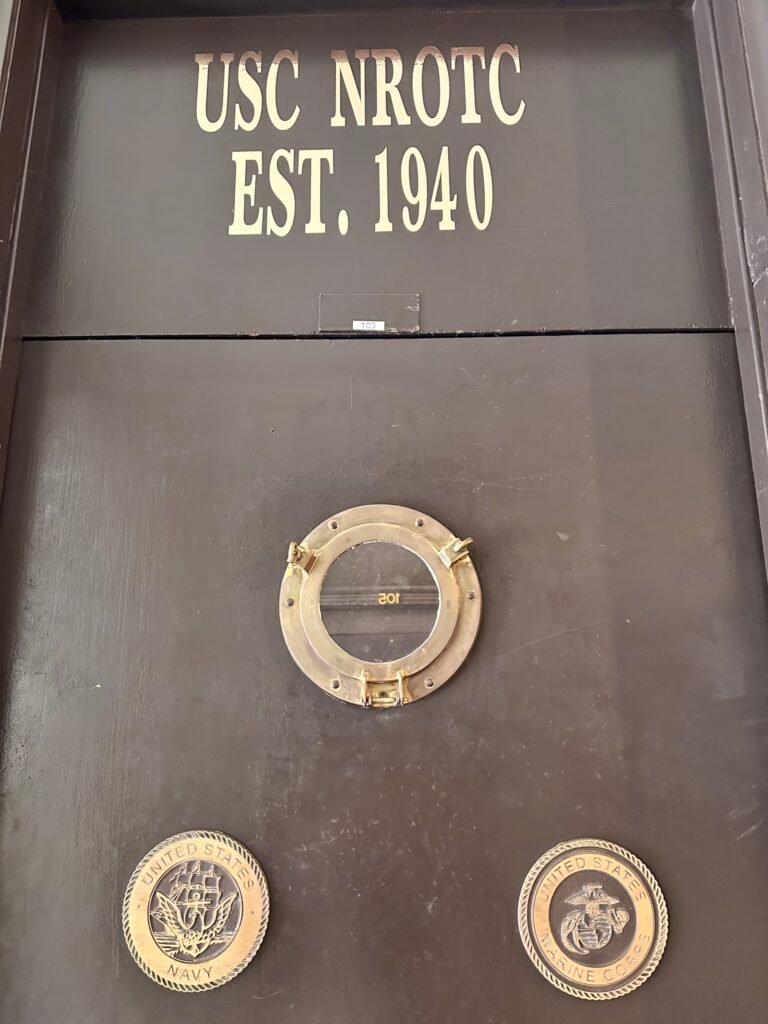 USC NROTC
EST. 1940
103
105
UNITED STATES
NAVY
UNITED STATES
MARINE CORPS